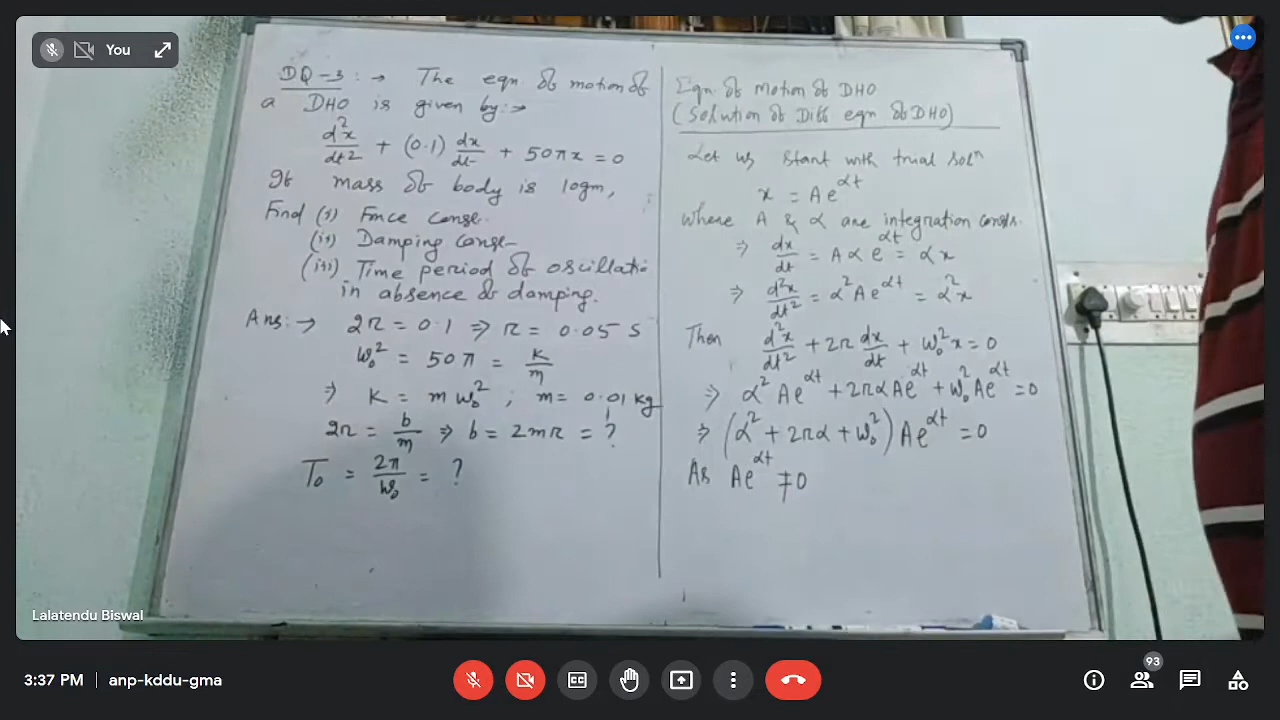 You
DQ-3: → The eqn of motion of
a DHO is given by:→
d²x/dt² + (0.1) dx/dt + 50πx = 0
If mass of body is 10gm,
Find (i) Force const.
(ii) Damping const
(iii) Time period of oscillatio
in absence of damping.
Ans:→ 2r = 0.1 ⇒ r = 0.05 s
ω₀² = 50π = k/m
⇒ K = mω₀² ; m = 0.01 kg
2r = b/m ⇒ b = 2mr = ?
T₀ = 2π/ω₀ = ?
Eqn. of Motion of DHO
(Solution of Diff eqn of DHO)
Let us start with trial solⁿ
x = Ae^αt
where A & α are integration consts.
⇒ dx/dt = Aαe^αt = αx
⇒ d²x/dt² = α²Ae^αt = α²x
Then d²x/dt² + 2r dx/dt + ω₀²x = 0
⇒ α²Ae^αt + 2rαAe^αt + ω₀²Ae^αt = 0
⇒ (α² + 2rα + ω₀²) Ae^αt = 0
As Ae^αt ≠ 0
Lalatendu Biswal
3:37 PM | anp-kddu-gma
93